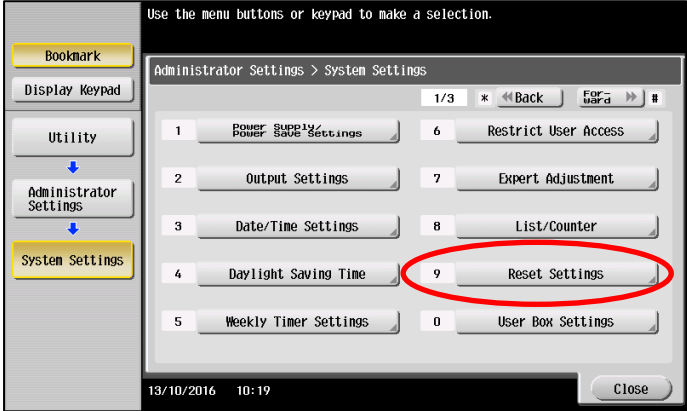 Use the menu buttons or keypad to make a selection.
Bookmark
Display Keypad
Utility
Administrator
Settings
System Settings
Administrator Settings > System Settings
1/3 * Back For-
ward #
1 Power Supply/
Power Save Settings
6 Restrict User Access
2 Output Settings
7 Expert Adjustment
3 Date/Time Settings
8 List/Counter
4 Daylight Saving Time
9 Reset Settings
5 Weekly Timer Settings
0 User Box Settings
13/10/2016 10:19
Close